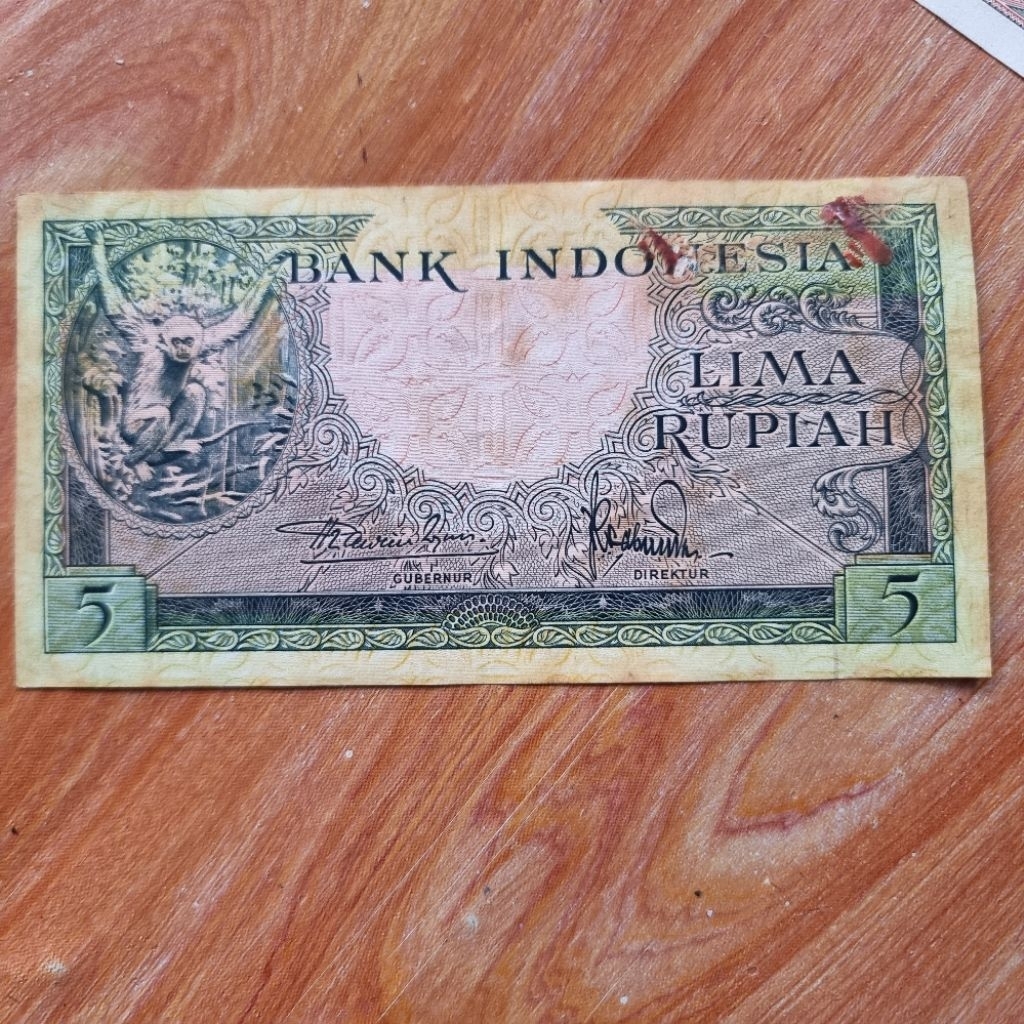 BANK INDONESIA
LIMA
RUPIAH
GUBERNUR
DIREKTUR
5
5